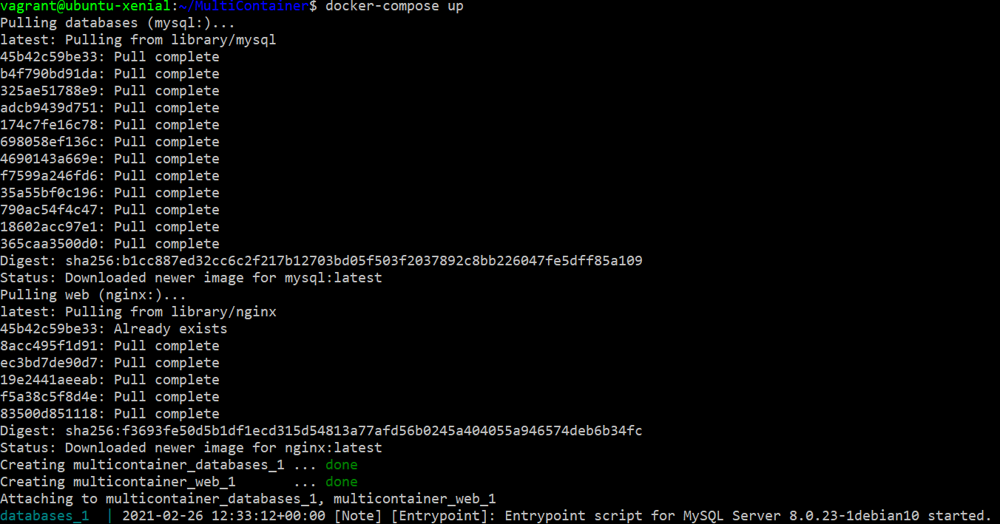 vagrant@ubuntu-xenial:~/MultiContainer$ docker-compose up
Pulling databases (mysql:)...
latest: Pulling from library/mysql
45b42c59be33: Pull complete
b4f790bd91da: Pull complete
325ae51788e9: Pull complete
adcb9439d751: Pull complete
174c7fe16c78: Pull complete
698058ef136c: Pull complete
4690143a669e: Pull complete
f7599a246fd6: Pull complete
35a55bf0c196: Pull complete
790ac54f4c47: Pull complete
18602acc97e1: Pull complete
365caa3500d0: Pull complete
Digest: sha256:b1cc887ed32cc6c2f217b12703bd05f503f2037892c8bb226047fe5dff85a109
Status: Downloaded newer image for mysql:latest
Pulling web (nginx:)...
latest: Pulling from library/nginx
45b42c59be33: Already exists
8acc495f1d91: Pull complete
ec3bd7de90d7: Pull complete
19e2441aeeab: Pull complete
f5a38c5f8d4e: Pull complete
83500d851118: Pull complete
Digest: sha256:f3693fe50d5b1df1ecd315d54813a77afd56b0245a404055a946574deb6b34fc
Status: Downloaded newer image for nginx:latest
Creating multicontainer_databases_1 ... done
Creating multicontainer_web_1       ... done
Attaching to multicontainer_databases_1, multicontainer_web_1
databases_1  | 2021-02-26 12:33:12+00:00 [Note] [Entrypoint]: Entrypoint script for MySQL Server 8.0.23-1debian10 started.